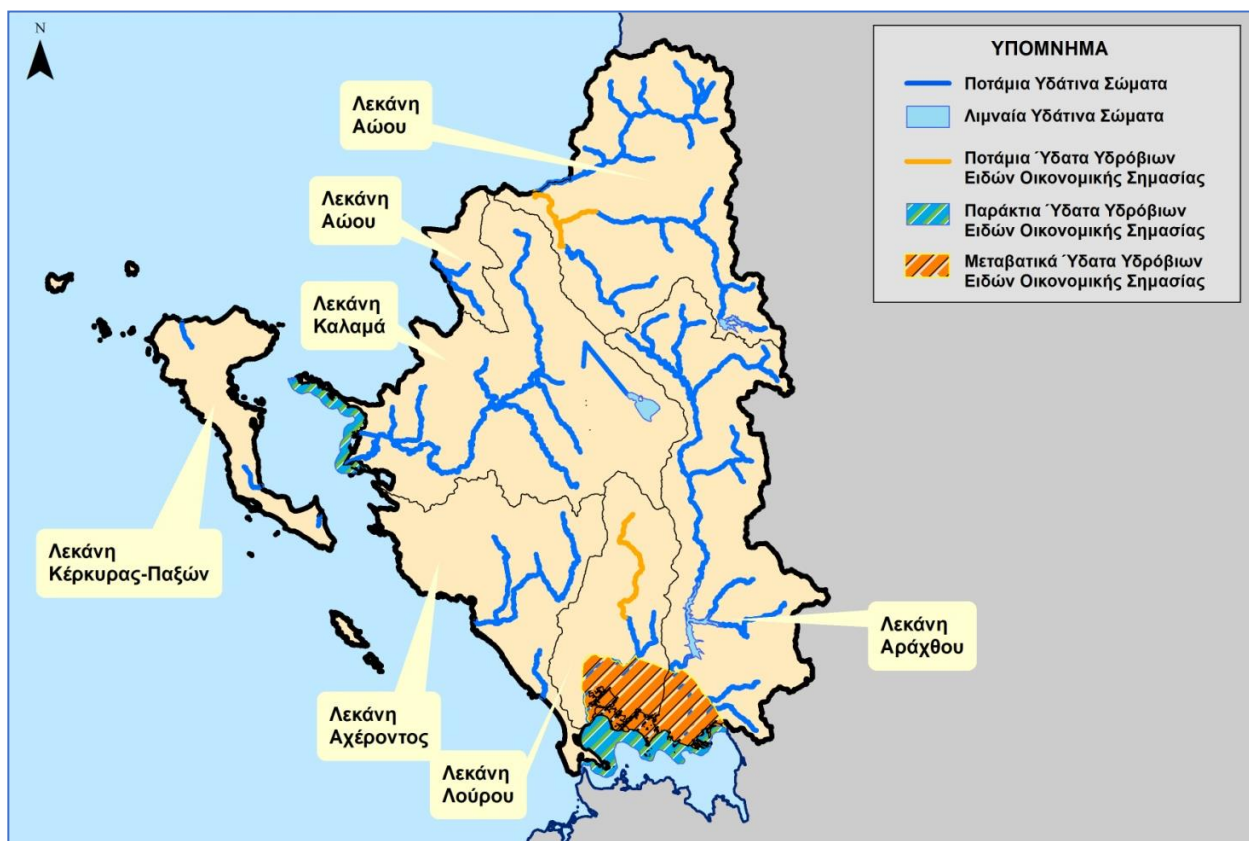 N
ΥΠΟΜΝΗΜΑ
Ποτάμια Υδάτινα Σώματα
Λιμναία Υδάτινα Σώματα
Ποτάμια Ύδατα Υδρόβιων
Ειδών Οικονομικής Σημασίας
Παράκτια Ύδατα Υδρόβιων
Ειδών Οικονομικής Σημασίας
Μεταβατικά Ύδατα Υδρόβιων
Ειδών Οικονομικής Σημασίας
Λεκάνη
Αώου
Λεκάνη
Αώου
Λεκάνη
Καλαμά
Λεκάνη
Κέρκυρας-Παξών
Λεκάνη
Αράχθου
Λεκάνη
Αχέροντος
Λεκάνη
Λούρου